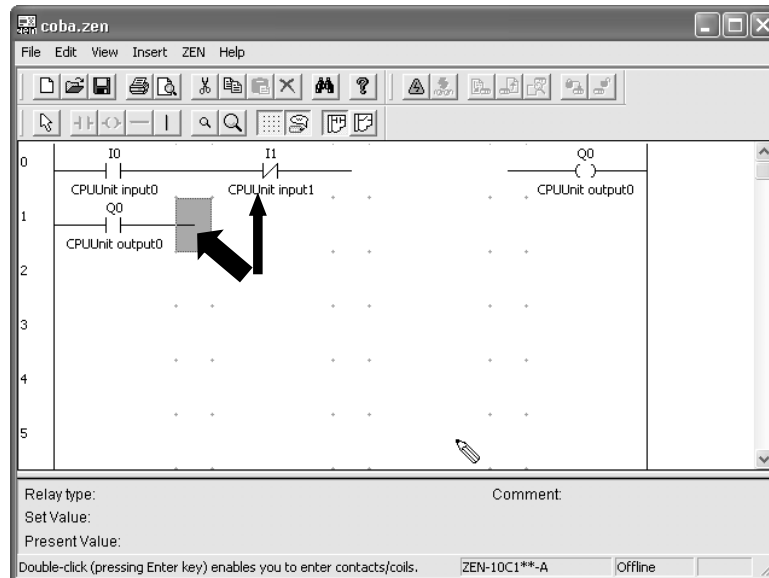 coba.zen
File Edit View Insert ZEN Help
0 I0 I1 Q0
CPUUnit input0 CPUUnit input1 CPUUnit output0
1 Q0
CPUUnit output0
2
3
4
5
Relay type: Comment:
Set Value:
Present Value:
Double-click (pressing Enter key) enables you to enter contacts/coils. ZEN-10C1**-A Offline